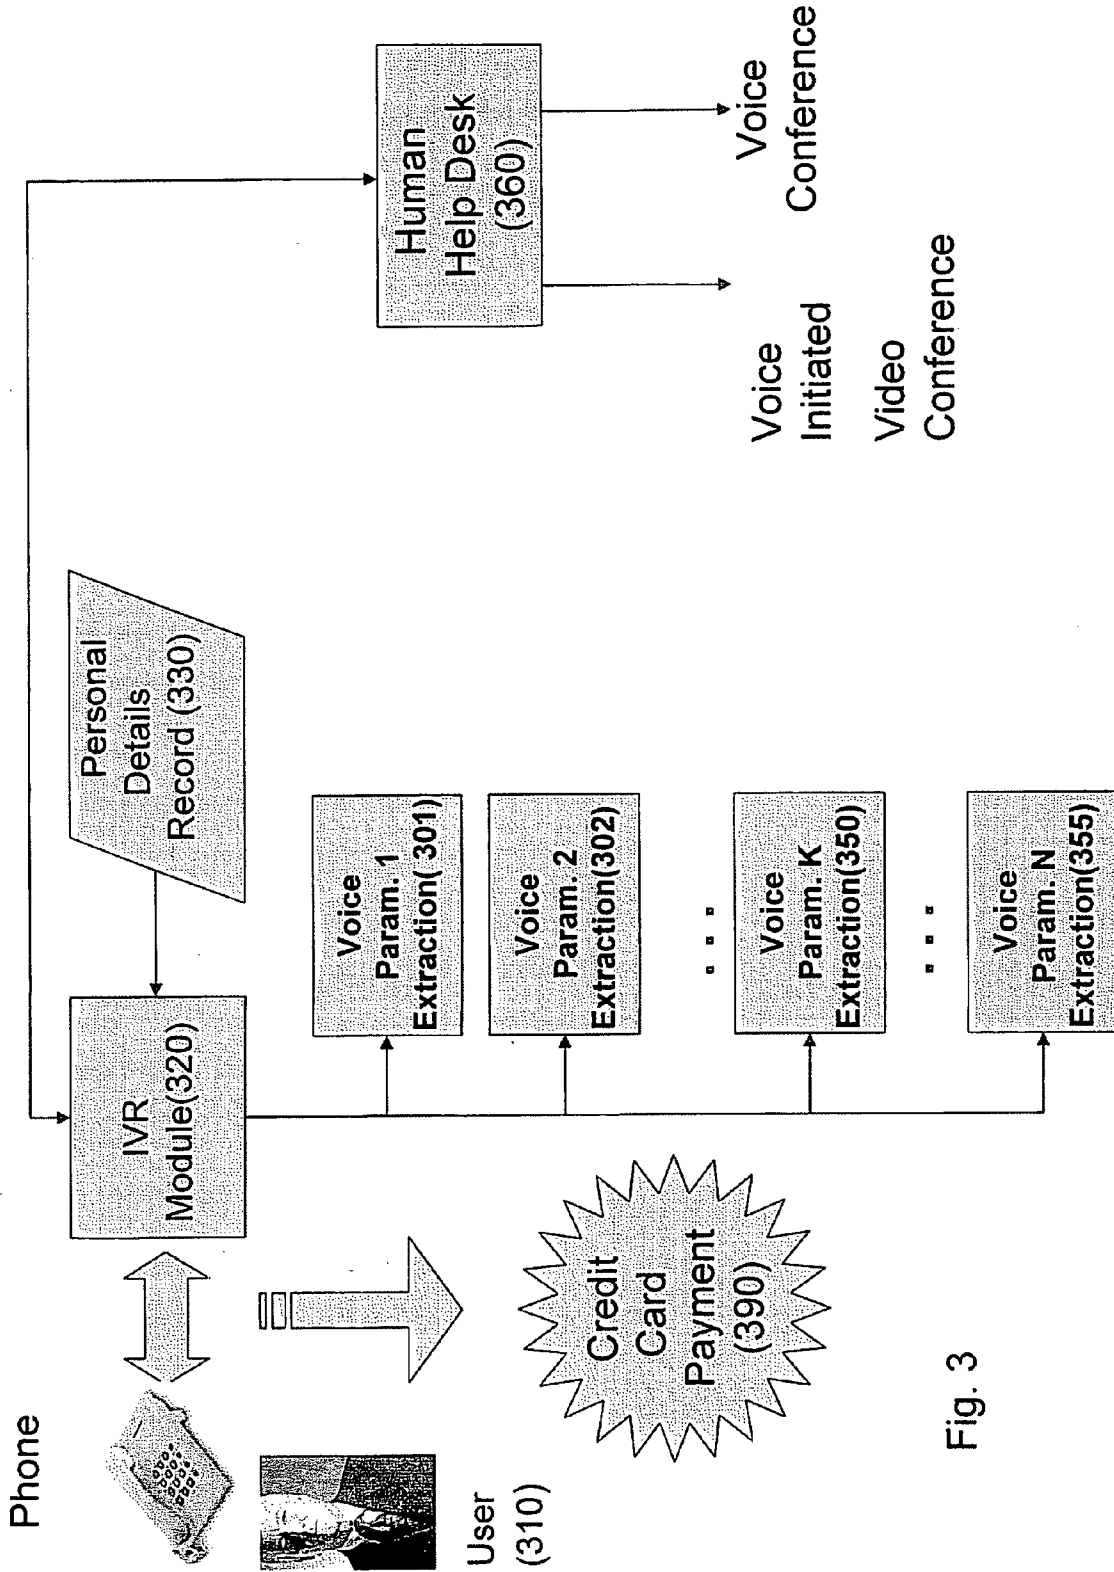 Phone
User
(310)
IVR
Module(320)
Personal
Details
Record (330)
Credit
Card
Payment
(390)
Voice
Param. 1
Extraction( 301)
Voice
Param. 2
Extraction(302)
Voice
Param. K
Extraction(350)
Voice
Param. N
Extraction(355)
Human
Help Desk
(360)
Voice
Initiated
Video
Conference
Voice
Conference
Fig. 3